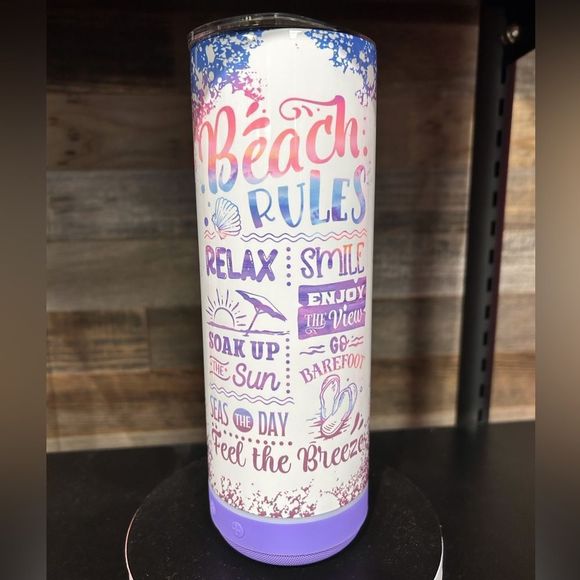 Beach
RULES
RELAX
SMILE
ENJOY
THE View
SOAK UP
THE Sun
GO
BAREFOOT
SEAS THE DAY
Feel the Breeze